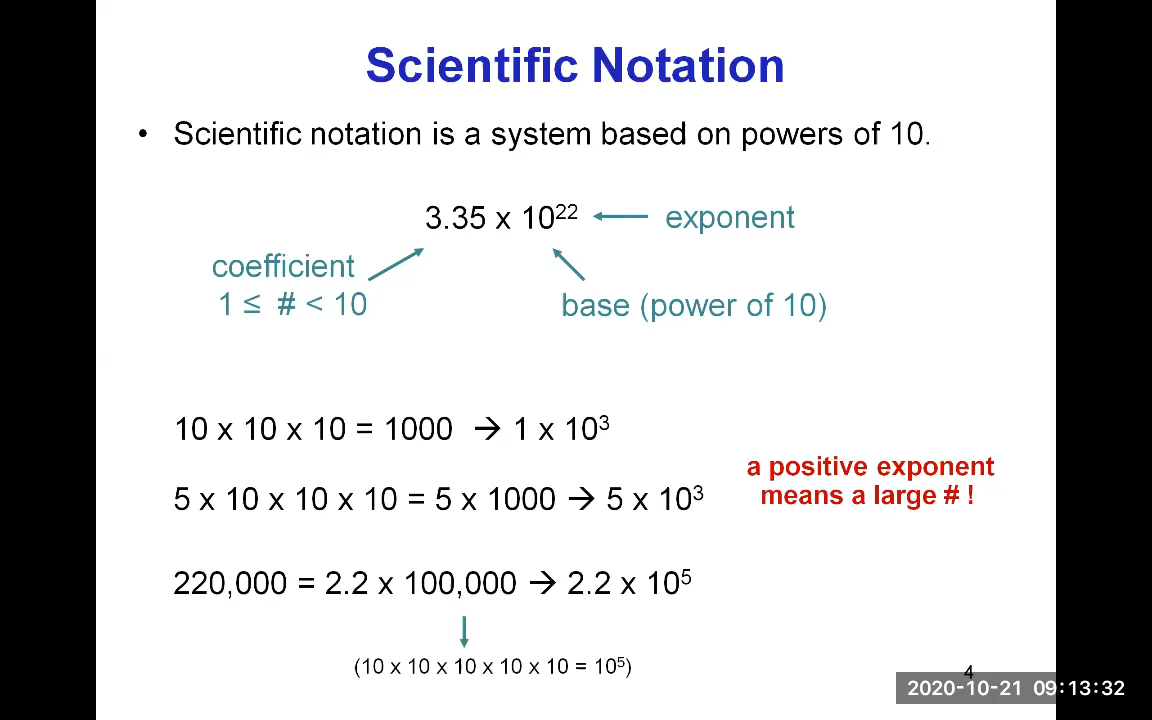 Scientific Notation
• Scientific notation is a system based on powers of 10.
3.35 x 10²² exponent
coefficient
1 ≤ # < 10
base (power of 10)
10 x 10 x 10 = 1000 → 1 x 10³
a positive exponent
means a large # !
5 x 10 x 10 x 10 = 5 x 1000 → 5 x 10³
220,000 = 2.2 x 100,000 → 2.2 x 10⁵
(10 x 10 x 10 x 10 x 10 = 10⁵)
4
2020-10-21 09:13:32